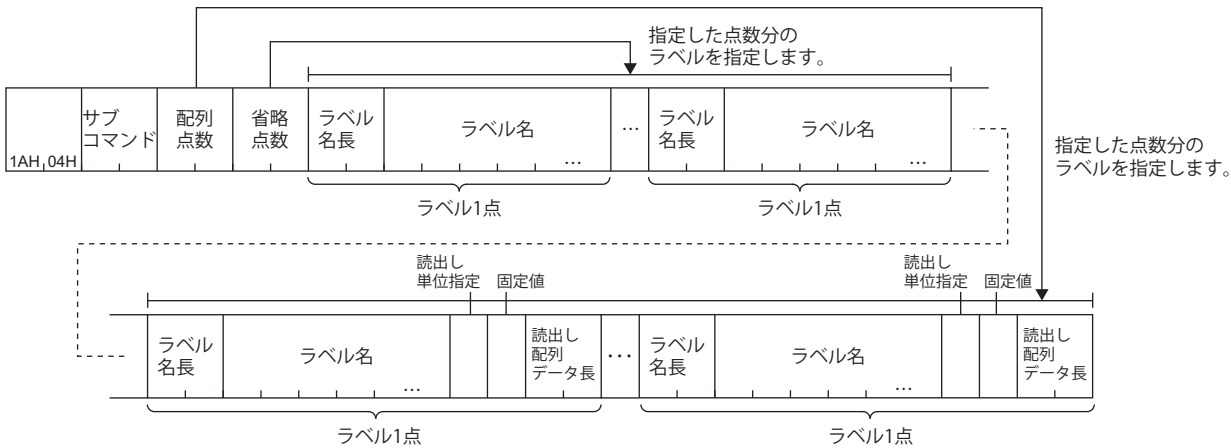 指定した点数分の
ラベルを指定します。
1AH 04H
サブ
コマンド
配列
点数
省略
点数
ラベル
名長
ラベル名
...
...
ラベル
名長
ラベル名
...
指定した点数分の
ラベルを指定します。
ラベル1点
ラベル1点
読出し
単位指定
固定値
読出し
単位指定
固定値
ラベル
名長
ラベル名
...
読出し
配列
データ長
...
ラベル
名長
ラベル名
...
読出し
配列
データ長
ラベル1点
ラベル1点